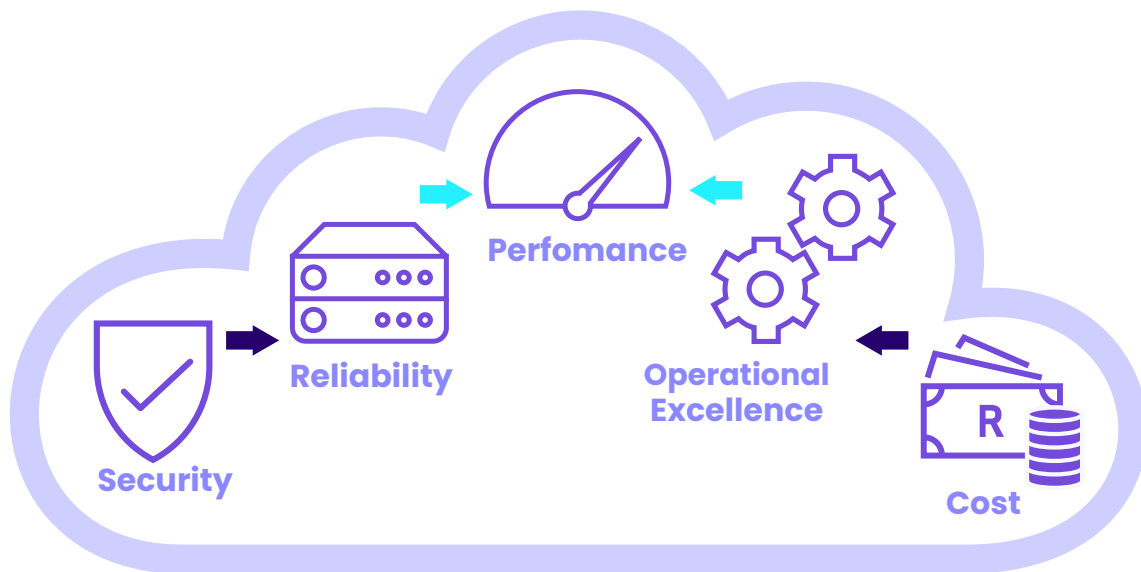 Perfomance
Reliability
Operational
Excellence
R
Security
Cost